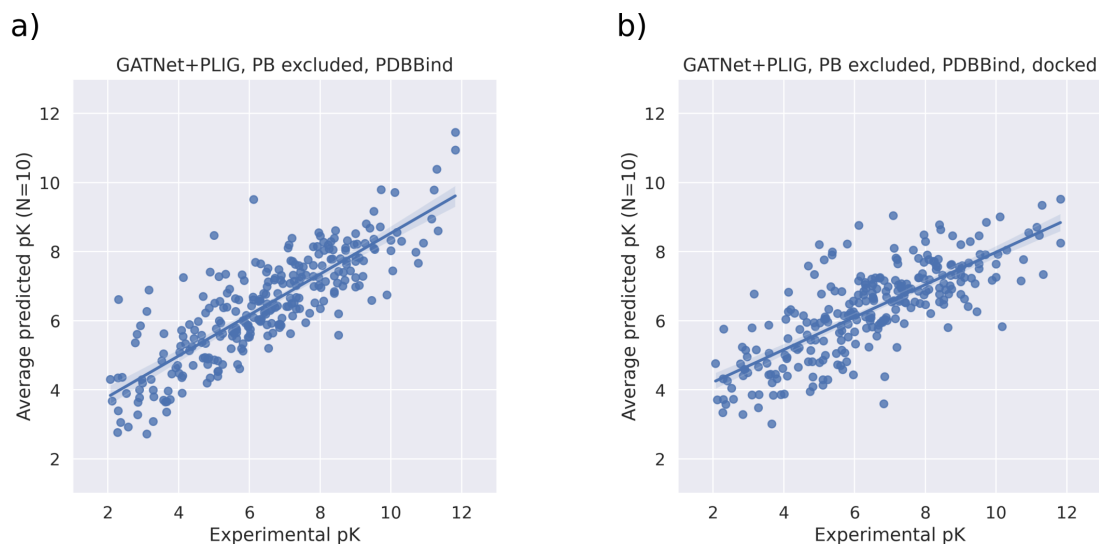 a)
GATNet+PLIG, PB excluded, PDBBind
12
10
8
6
4
2
Average predicted pK (N=10)
2 4 6 8 10 12
Experimental pK
b)
GATNet+PLIG, PB excluded, PDBBind, docked
12
10
8
6
4
2
Average predicted pK (N=10)
2 4 6 8 10 12
Experimental pK